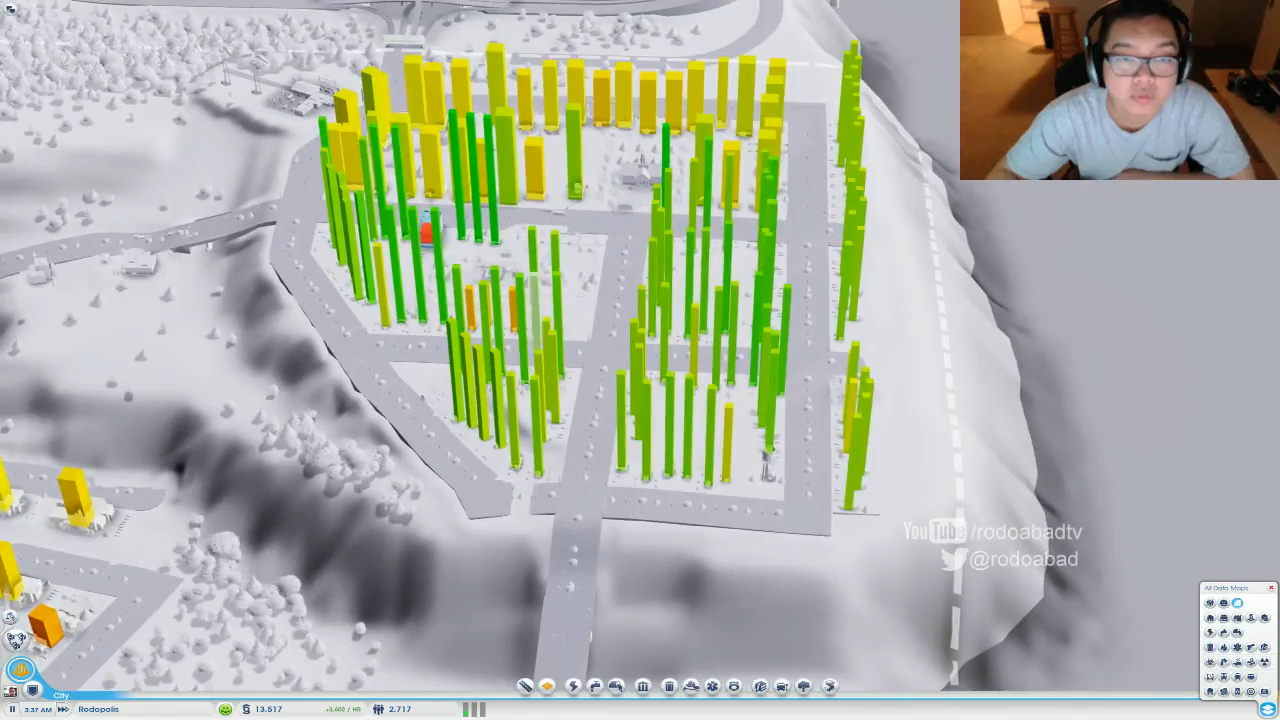 YouTube /rodoabadtv
@rodoabad
All Data Maps
City
3:37 AM Rodopolis 13.517 +3,602 / HR 2.717